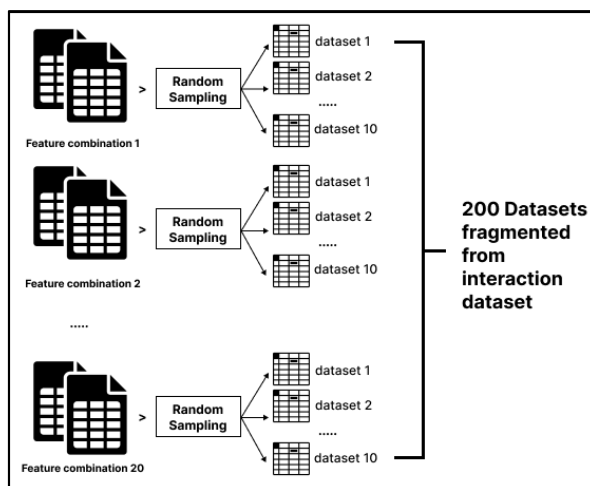 dataset 1
Random
Sampling
dataset 2
>
.....
dataset 10
Feature combination 1
dataset 1
Random
Sampling
dataset 2
>
.....
dataset 10
Feature combination 2
200 Datasets
fragmented
from
interaction
dataset
.....
dataset 1
Random
Sampling
dataset 2
>
.....
dataset 10
Feature combination 20